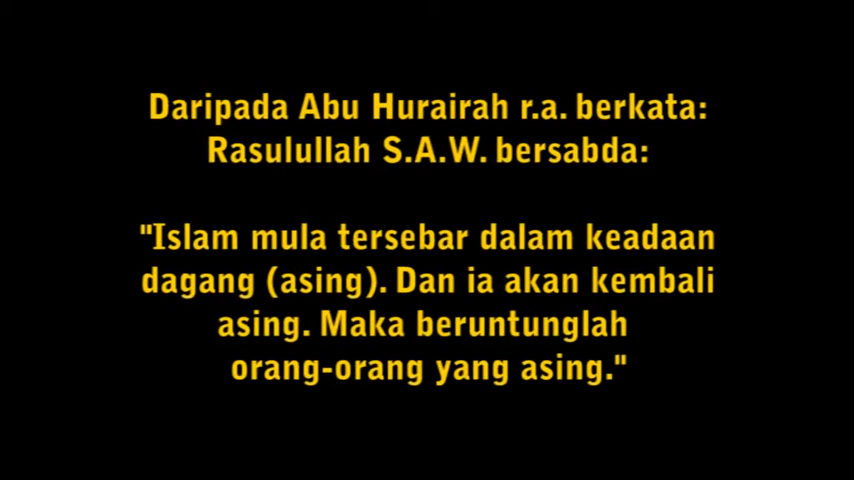 Daripada Abu Hurairah r.a. berkata:
Rasulullah S.A.W. bersabda:
"Islam mula tersebar dalam keadaan
dagang (asing). Dan ia akan kembali
asing. Maka beruntunglah
orang-orang yang asing."